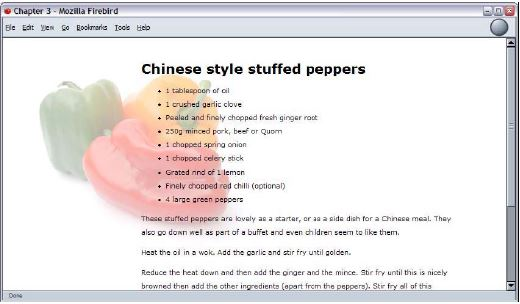 Chapter 3 - Mozilla Firebird
File Edit View Go Bookmarks Tools Help
Chinese style stuffed peppers
1 tablespoon of oil
1 crushed garlic clove
Peeled and finely chopped fresh ginger root
250g minced pork, beef or Quorn
1 chopped spring onion
1 chopped celery stick
Grated rind of 1 lemon
Finely chopped red chilli (optional)
4 large green peppers
These stuffed peppers are lovely as a starter, or as a side dish for a Chinese meal. They
also go down well as part of a buffet and even children seem to like them.
Heat the oil in a wok. Add the garlic and stir fry until golden.
Reduce the heat down and then add the ginger and the mince. Stir fry until this is nicely
browned then add the other ingredients (apart from the peppers). Stir fry all of this
Done